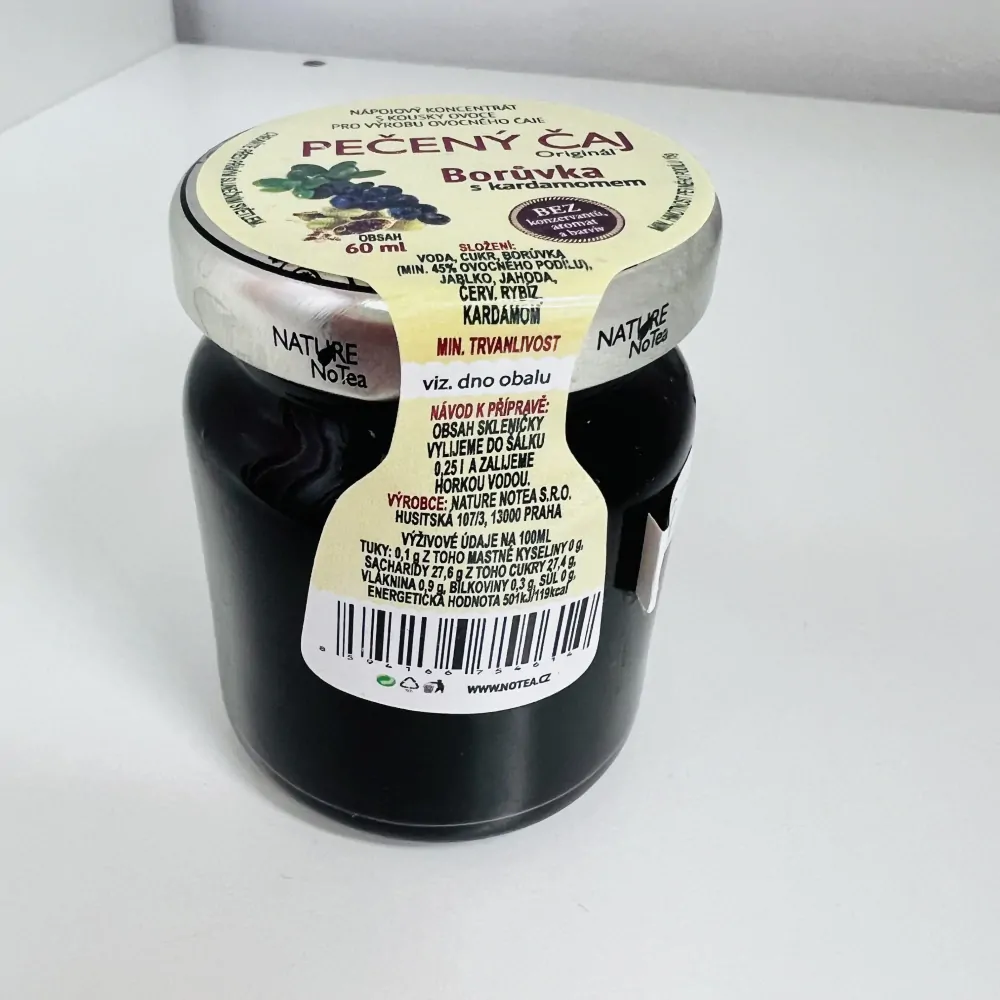 NÁPOJOVÝ KONCENTRÁT
S KOUSKY OVOCE
PRO VÝROBU OVOCNÉHO ČAJE
PEČENÝ ČAJ
Originál
Borůvka
s kardamomem
BEZ
konzervantů,
aromat
a barviv
OBSAH
60 ml
SLOŽENÍ:
VODA, CUKR, BORŮVKA
(MIN. 45% OVOCNÉHO PODÍLU),
JABLKO, JAHODA,
ČERV. RYBÍZ
KARDAMOM
NATURE
NoTea
NATURE
NoTea
MIN. TRVANLIVOST
viz. dno obalu
NÁVOD K PŘÍPRAVĚ:
OBSAH SKLENIČKY
VYLIJEME DO ŠÁLKU
0,25 l A ZALIJEME
HORKOU VODOU.
VÝROBCE: NATURE NOTEA S.R.O.
HUSITSKÁ 107/3, 13000 PRAHA
VÝŽIVOVÉ ÚDAJE NA 100ML
TUKY: 0,1 g Z TOHO MASTNÉ KYSELINY 0 g,
SACHARIDY 27,6 g Z TOHO CUKRY 27,4 g,
VLÁKNINA 0,9 g, BÍLKOVINY 0,3 g, SŮL 0 g,
ENERGETICKÁ HODNOTA 501kJ/119kcal
WWW.NOTEA.CZ